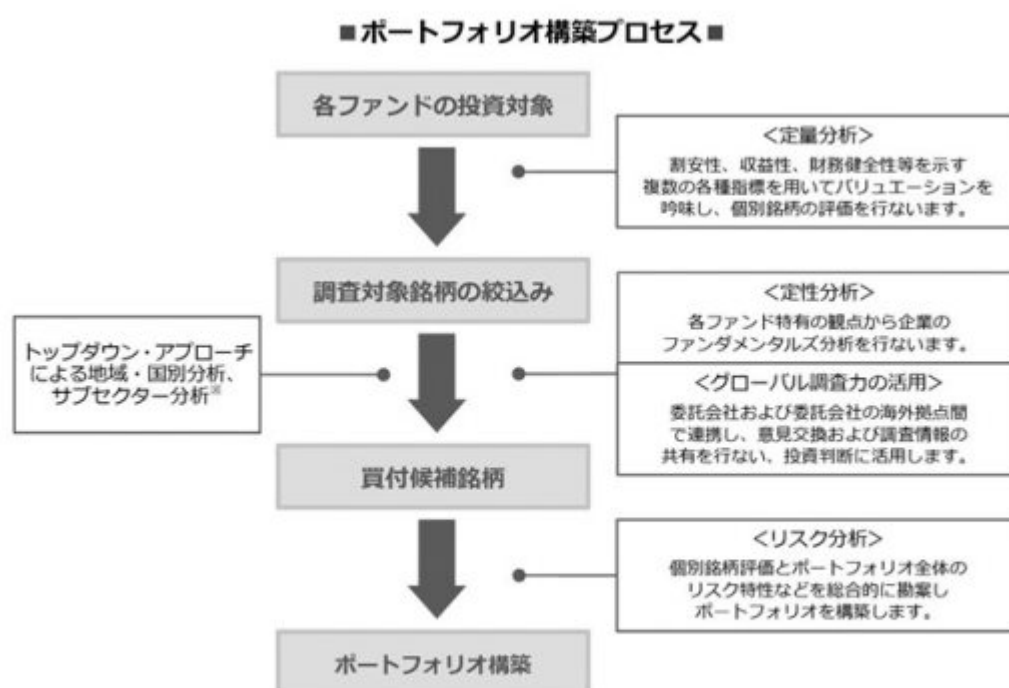 ■ポートフォリオ構築プロセス■
各ファンドの投資対象
<定量分析>
割安性、収益性、財務健全性等を示す
複数の各種指標を用いてバリュエーションを
吟味し、個別銘柄の評価を行ないます。
調査対象銘柄の絞込み
<定性分析>
各ファンド特有の観点から企業の
ファンダメンタルズ分析を行ないます。
トップダウン・アプローチ
による地域・国別分析、
サブセクター分析※
<グローバル調査力の活用>
委託会社および委託会社の海外拠点間
で連携し、意見交換および調査情報の
共有を行ない、投資判断に活用します。
買付候補銘柄
<リスク分析>
個別銘柄評価とポートフォリオ全体の
リスク特性などを総合的に勘案し
ポートフォリオを構築します。
ポートフォリオ構築